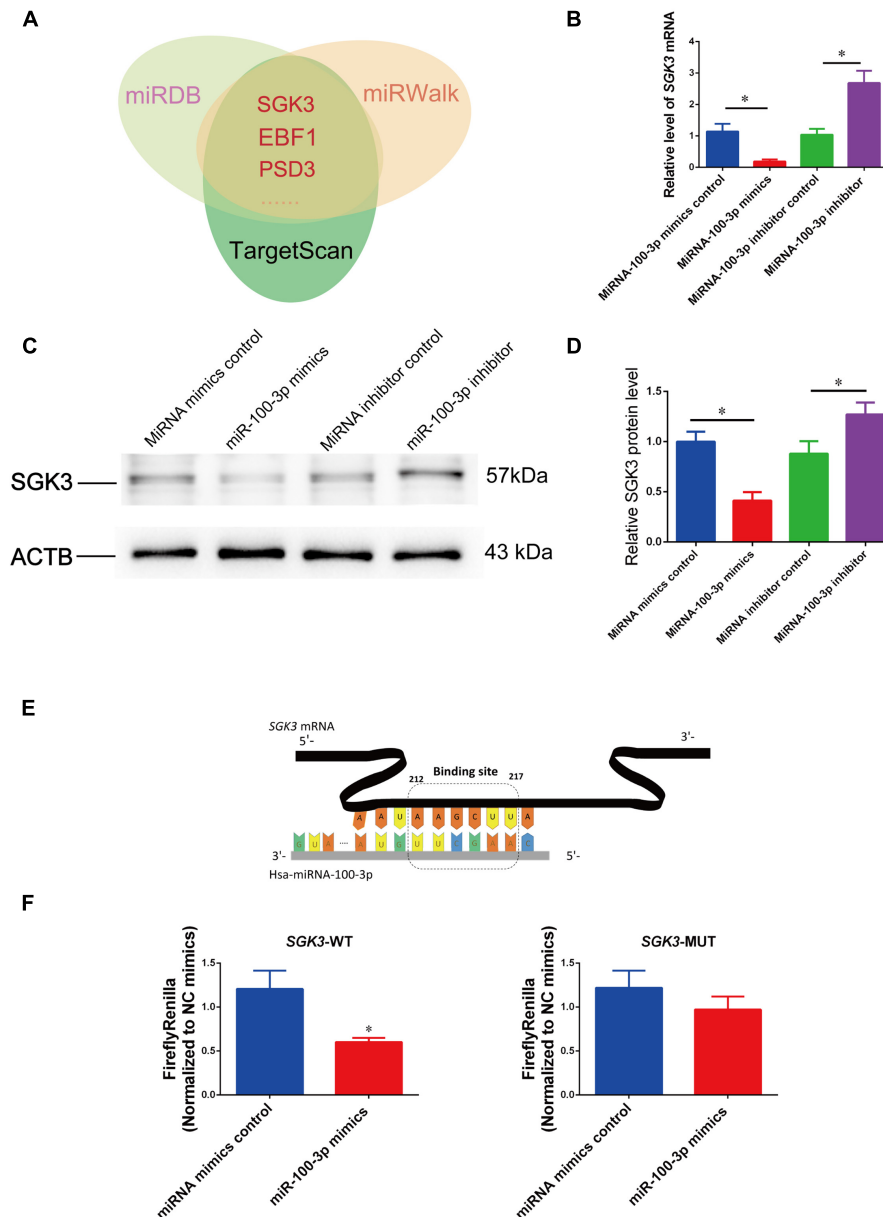 A
miRDB
miRWalk
SGK3
EBF1
PSD3
......
TargetScan
B
Relative level of SGK3 mRNA
4
3
2
1
0
*
*
MiRNA-100-3p mimics control
MiRNA-100-3p mimics
MiRNA-100-3p inhibitor control
MiRNA-100-3p inhibitor
C
MiRNA mimics control
miR-100-3p mimics
MiRNA inhibitor control
miR-100-3p inhibitor
SGK3
57kDa
ACTB
43 kDa
D
Relative SGK3 protein level
1.5
1.0
0.5
0.0
*
*
MiRNA mimics control
MiRNA-100-3p mimics
MiRNA inhibitor control
MiRNA-100-3p inhibitor
E
SGK3 mRNA
5'-
3'-
Binding site
212
217
A A U A A G C U U A
G U A .... A U G U U C G A A C
3'-
5'-
Hsa-miRNA-100-3p
F
SGK3-WT
FireflyRenilla
(Normalized to NC mimics)
1.5
1.0
0.5
0.0
*
miRNA mimics control
miR-100-3p mimics
SGK3-MUT
FireflyRenilla
(Normalized to NC mimics)
1.5
1.0
0.5
0.0
miRNA mimics control
miR-100-3p mimics